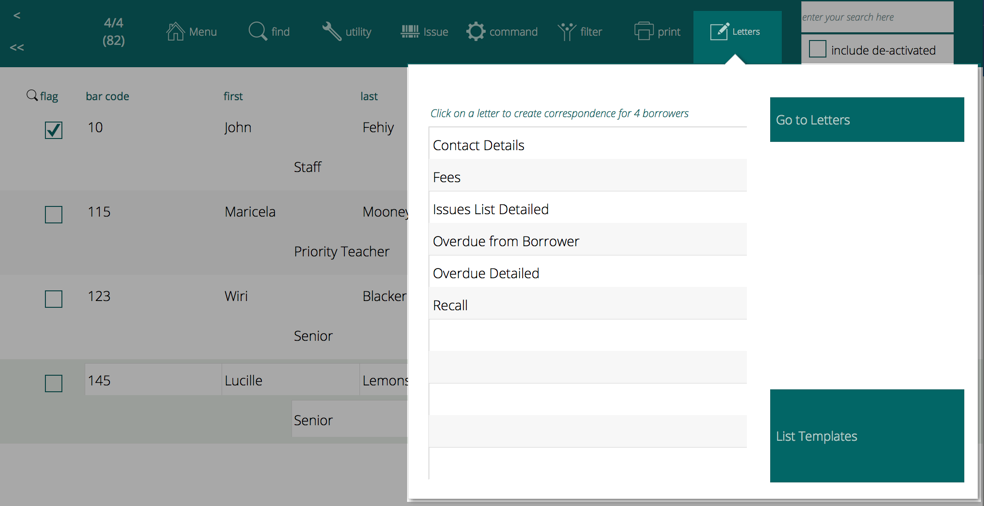 <
<<
4/4
(82)
Menu
find
utility
Issue
command
filter
print
Letters
enter your search here
include de-activated
flag bar code first last
10 John Fehiy
Staff
115 Maricela Mooney
Priority Teacher
123 Wiri Blacker
Senior
145 Lucille Lemons
Senior
Click on a letter to create correspondence for 4 borrowers
Contact Details
Fees
Issues List Detailed
Overdue from Borrower
Overdue Detailed
Recall
Go to Letters
List Templates